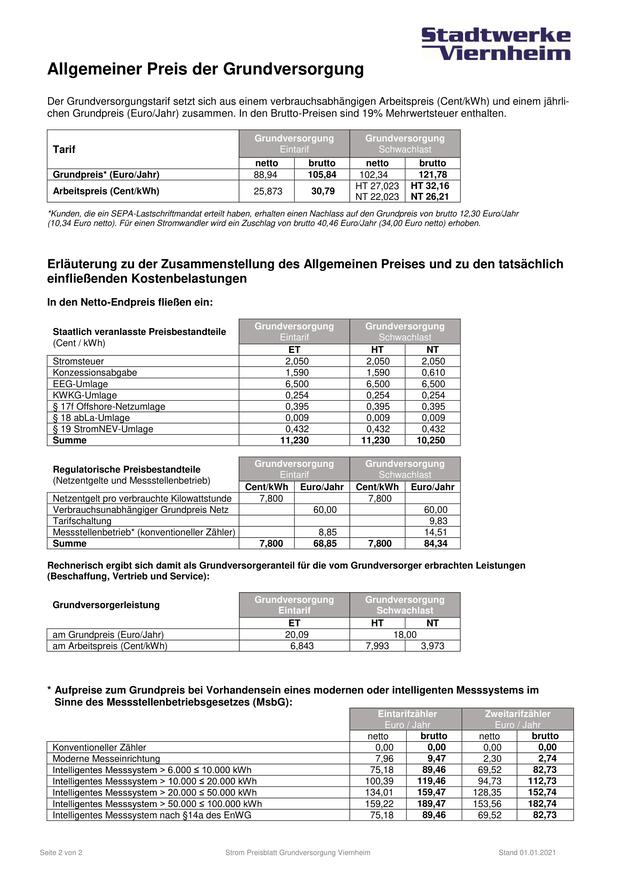 Stadtwerke
Viernheim
Allgemeiner Preis der Grundversorgung
Der Grundversorgungstarif setzt sich aus einem verbrauchsabhängigen Arbeitspreis (Cent/kWh) und einem jährli-
chen Grundpreis (Euro/Jahr) zusammen. In den Brutto-Preisen sind 19% Mehrwertsteuer enthalten.
Tarif Grundversorgung Eintarif Grundversorgung Schwachlast
netto brutto netto brutto
Grundpreis* (Euro/Jahr) 88,94 105,84 102,34 121,78
Arbeitspreis (Cent/kWh) 25,873 30,79 HT 27,023 HT 32,16
NT 22,023 NT 26,21
*Kunden, die ein SEPA-Lastschriftmandat erteilt haben, erhalten einen Nachlass auf den Grundpreis von brutto 12,30 Euro/Jahr
(10,34 Euro netto). Für einen Stromwandler wird ein Zuschlag von brutto 40,46 Euro/Jahr (34,00 Euro netto) erhoben.
Erläuterung zu der Zusammenstellung des Allgemeinen Preises und zu den tatsächlich
einfließenden Kostenbelastungen
In den Netto-Endpreis fließen ein:
Staatlich veranlasste Preisbestandteile
(Cent / kWh)
Grundversorgung Eintarif Grundversorgung Schwachlast
ET HT NT
Stromsteuer 2,050 2,050 2,050
Konzessionsabgabe 1,590 1,590 0,610
EEG-Umlage 6,500 6,500 6,500
KWKG-Umlage 0,254 0,254 0,254
§ 17f Offshore-Netzumlage 0,395 0,395 0,395
§ 18 abLa-Umlage 0,009 0,009 0,009
§ 19 StromNEV-Umlage 0,432 0,432 0,432
Summe 11,230 11,230 10,250
Regulatorische Preisbestandteile
(Netzentgelte und Messstellenbetrieb)
Grundversorgung Eintarif Grundversorgung Schwachlast
Cent/kWh Euro/Jahr Cent/kWh Euro/Jahr
Netzentgelt pro verbrauchte Kilowattstunde 7,800 7,800
Verbrauchsunabhängiger Grundpreis Netz 60,00 60,00
Tarifschaltung 9,83
Messstellenbetrieb* (konventioneller Zähler) 8,85 14,51
Summe 7,800 68,85 7,800 84,34
Rechnerisch ergibt sich damit als Grundversorgeranteil für die vom Grundversorger erbrachten Leistungen
(Beschaffung, Vertrieb und Service):
Grundversorgerleistung Grundversorgung Eintarif Grundversorgung Schwachlast
ET HT NT
am Grundpreis (Euro/Jahr) 20,09 18,00
am Arbeitspreis (Cent/kWh) 6,843 7,993 3,973
* Aufpreise zum Grundpreis bei Vorhandensein eines modernen oder intelligenten Messsystems im
Sinne des Messstellenbetriebsgesetzes (MsbG):
Eintarifzähler Zweitarifzähler
Euro / Jahr Euro / Jahr
netto brutto netto brutto
Konventioneller Zähler 0,00 0,00 0,00 0,00
Moderne Messeinrichtung 7,96 9,47 2,30 2,74
Intelligentes Messsystem > 6.000 ≤ 10.000 kWh 75,18 89,46 69,52 82,73
Intelligentes Messsystem > 10.000 ≤ 20.000 kWh 100,39 119,46 94,73 112,73
Intelligentes Messsystem > 20.000 ≤ 50.000 kWh 134,01 159,47 128,35 152,74
Intelligentes Messsystem > 50.000 ≤ 100.000 kWh 159,22 189,47 153,56 182,74
Intelligentes Messsystem nach §14a des EnWG 75,18 89,46 69,52 82,73
Seite 2 von 2 Strom Preisblatt Grundversorgung Viernheim Stand 01.01.2021